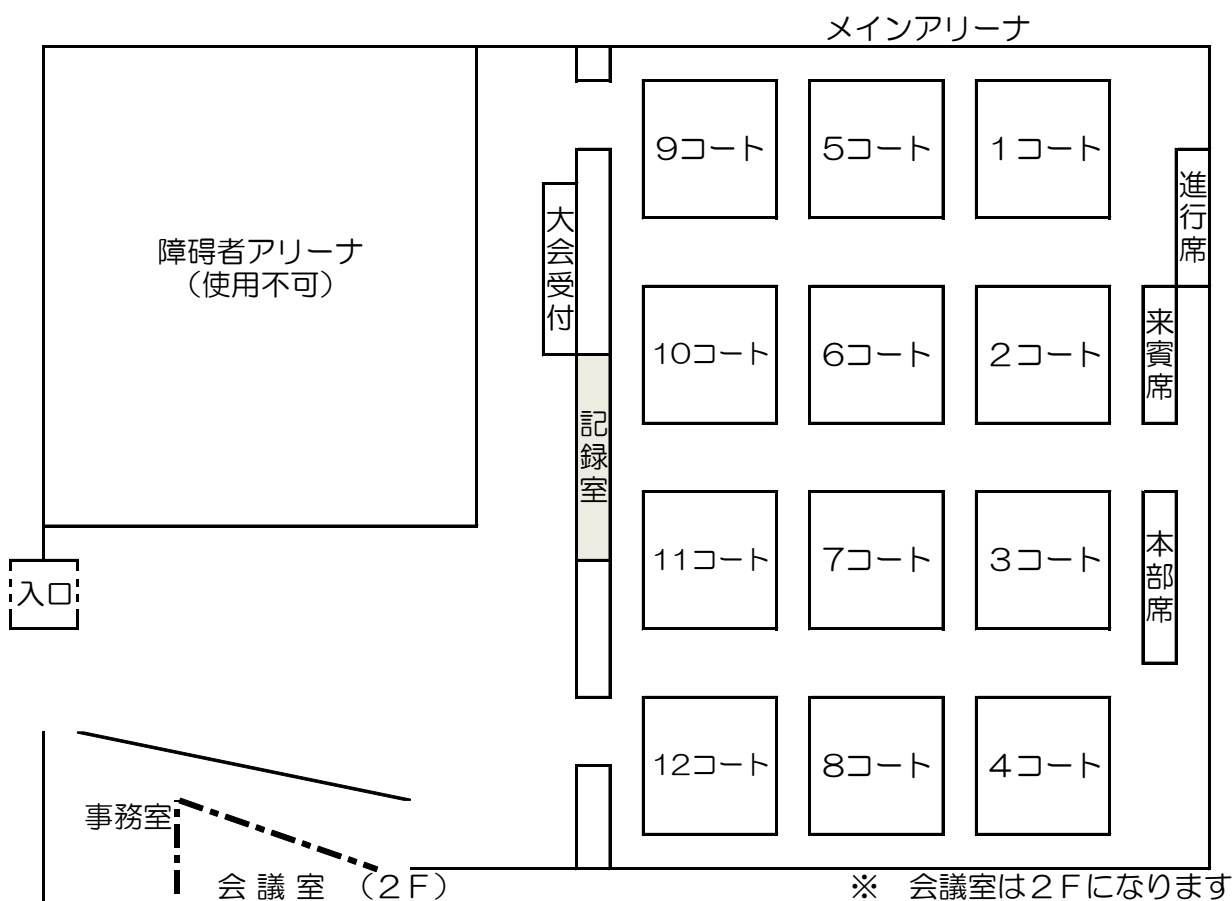 メインアリーナ
9コート
5コート
1コート
進行席
障碍者アリーナ
（使用不可）
大会受付
10コート
6コート
2コート
来賓席
記録室
11コート
7コート
3コート
本部席
入口
12コート
8コート
4コート
事務室
会議室 （2F）
※ 会議室は2Fになります